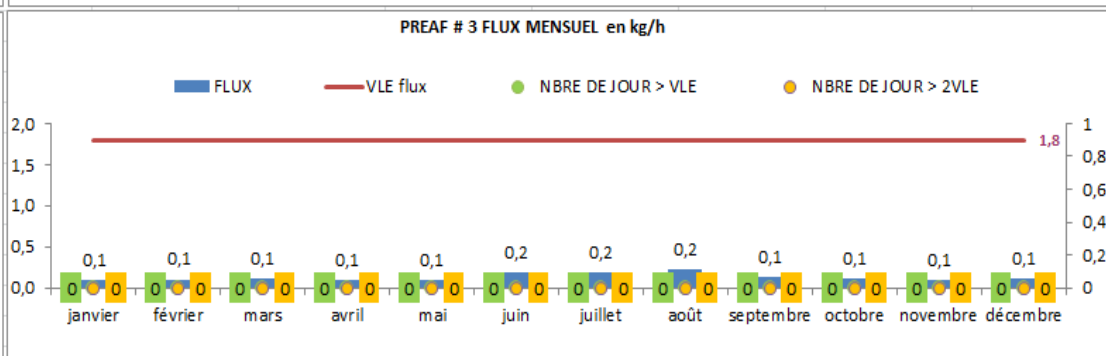 PREAF # 3 FLUX MENSUEL en kg/h
FLUX VLE flux NBRE DE JOUR > VLE NBRE DE JOUR > 2VLE
2,0 1
1,8
1,5 0,8
1,0 0,6
0,5 0,4
0,1 0,1 0,1 0,1 0,1 0,2 0,2 0,2 0,1 0,1 0,1 0,1 0,2
0,0 0 0 0 0 0 0 0 0 0 0 0 0 0 0 0 0 0 0 0 0 0 0 0 0 0
janvier février mars avril mai juin juillet août septembre octobre novembre décembre